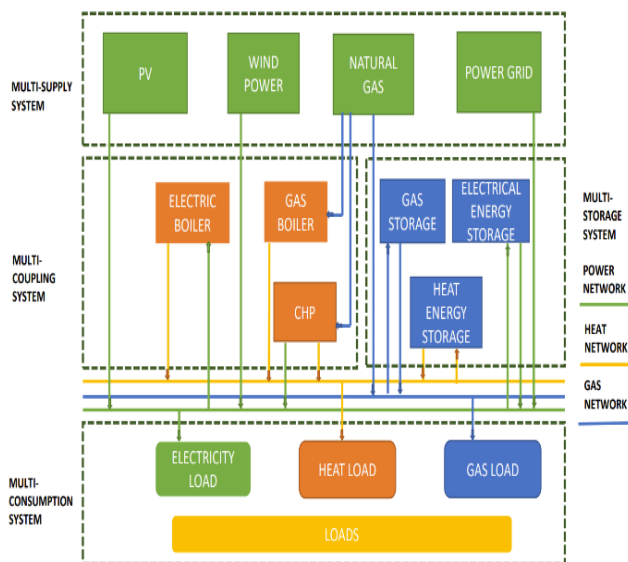 MULTI-SUPPLY
SYSTEM
PV
WIND
POWER
NATURAL
GAS
POWER GRID
MULTI-
COUPLING
SYSTEM
ELECTRIC
BOILER
GAS
BOILER
CHP
GAS
STORAGE
ELECTRICAL
ENERGY
STORAGE
HEAT
ENERGY
STORAGE
MULTI-
STORAGE
SYSTEM
POWER
NETWORK
HEAT
NETWORK
GAS
NETWORK
MULTI-
CONSUMPTION
SYSTEM
ELECTRICITY
LOAD
HEAT LOAD
GAS LOAD
LOADS